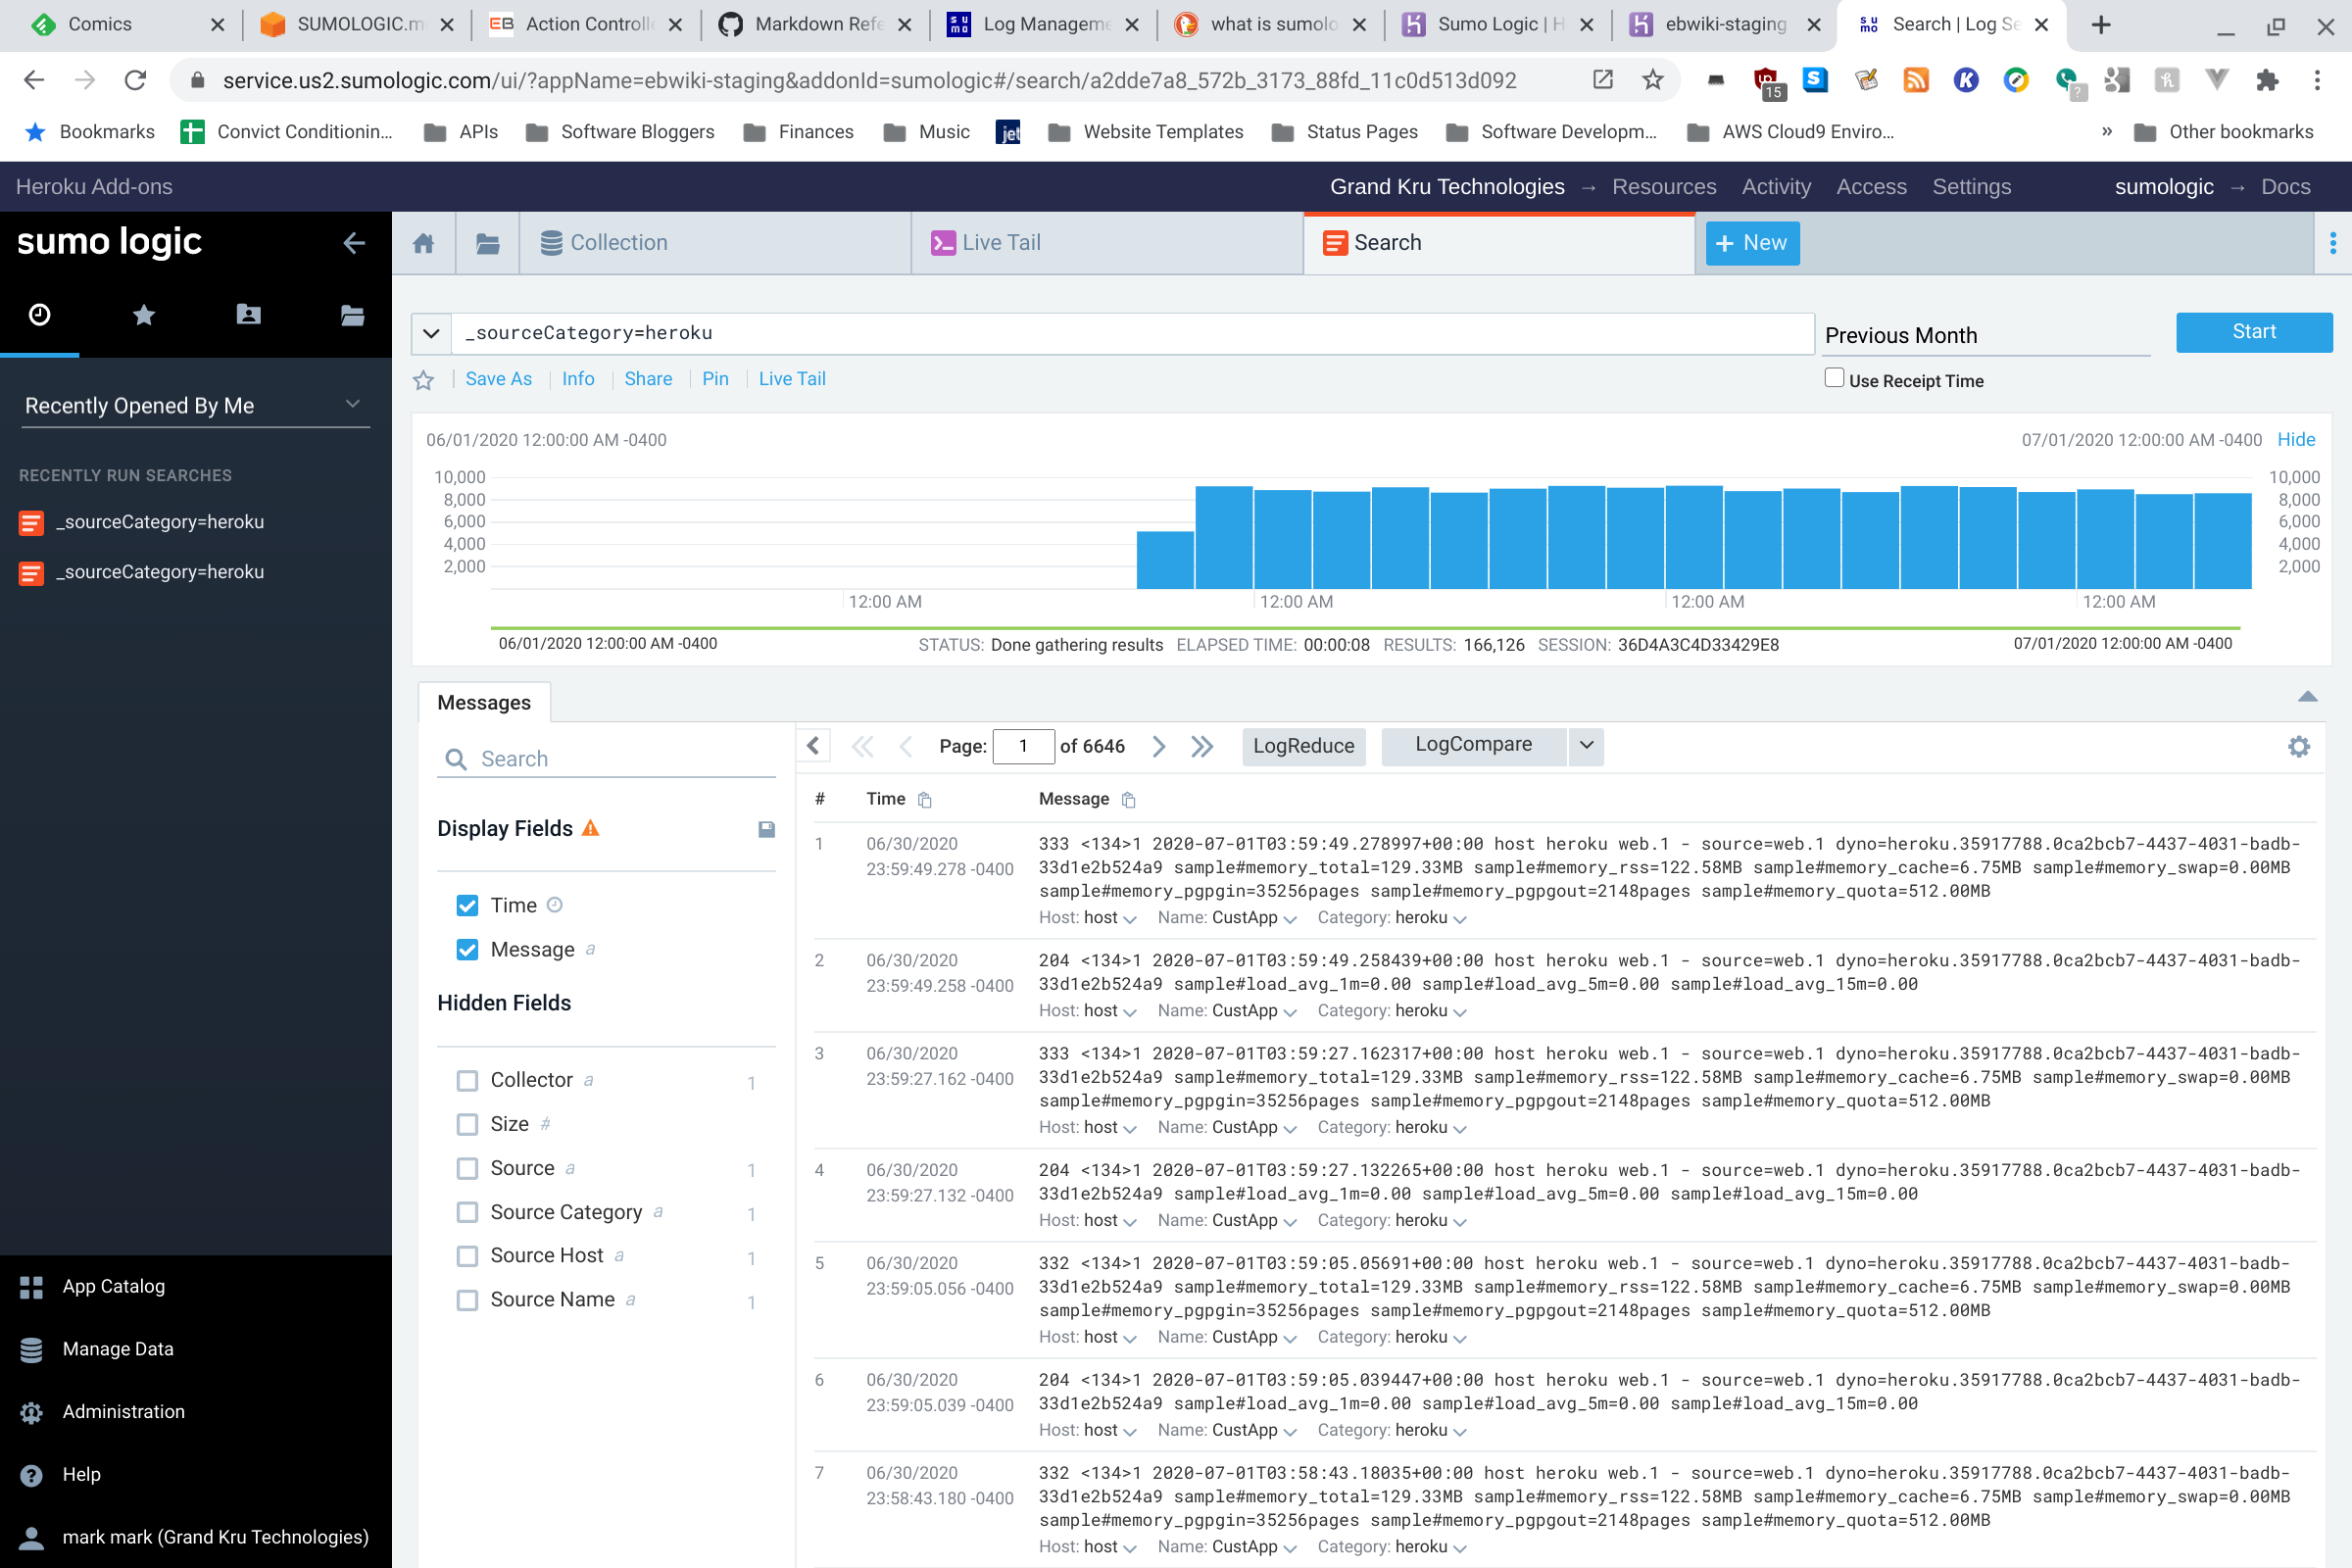 Comics
SUMOLOGIC.m
EB Action Controll
Markdown Refe
SUMO Log Manageme
what is sumolo
Sumo Logic | H
ebwiki-staging
SUMO Search | Log Se
service.us2.sumologic.com/ui/?appName=ebwiki-staging&addonId=sumologic#/search/a2dde7a8_572b_3173_88fd_11c0d513d092
15
S
K
?
h
Bookmarks
Convict Conditionin...
APIs
Software Bloggers
Finances
Music
jet
Website Templates
Status Pages
Software Developm...
AWS Cloud9 Enviro...
» Other bookmarks
Heroku Add-ons
Grand Kru Technologies → Resources Activity Access Settings sumologic → Docs
sumo logic
Collection
Live Tail
Search
+ New
_sourceCategory=heroku
Previous Month
Start
Save As Info Share Pin Live Tail
Use Receipt Time
Recently Opened By Me
RECENTLY RUN SEARCHES
_sourceCategory=heroku
_sourceCategory=heroku
06/01/2020 12:00:00 AM -0400
07/01/2020 12:00:00 AM -0400 Hide
10,000 10,000
8,000 8,000
6,000 6,000
4,000 4,000
2,000 2,000
12:00 AM 12:00 AM 12:00 AM 12:00 AM
06/01/2020 12:00:00 AM -0400 STATUS: Done gathering results ELAPSED TIME: 00:00:08 RESULTS: 166,126 SESSION: 36D4A3C4D33429E8 07/01/2020 12:00:00 AM -0400
Messages
Search
Display Fields
Time
Message a
Hidden Fields
Collector a 1
Size #
Source a 1
Source Category a 1
Source Host a 1
Source Name a 1
Page: 1 of 6646 LogReduce LogCompare
# Time Message
1 06/30/2020 23:59:49.278 -0400
333 <134>1 2020-07-01T03:59:49.278997+00:00 host heroku web.1 - source=web.1 dyno=heroku.35917788.0ca2bcb7-4437-4031-badb-
33d1e2b524a9 sample#memory_total=129.33MB sample#memory_rss=122.58MB sample#memory_cache=6.75MB sample#memory_swap=0.00MB
sample#memory_pgpgin=35256pages sample#memory_pgpgout=2148pages sample#memory_quota=512.00MB
Host: host Name: CustApp Category: heroku
2 06/30/2020 23:59:49.258 -0400
204 <134>1 2020-07-01T03:59:49.258439+00:00 host heroku web.1 - source=web.1 dyno=heroku.35917788.0ca2bcb7-4437-4031-badb-
33d1e2b524a9 sample#load_avg_1m=0.00 sample#load_avg_5m=0.00 sample#load_avg_15m=0.00
Host: host Name: CustApp Category: heroku
3 06/30/2020 23:59:27.162 -0400
333 <134>1 2020-07-01T03:59:27.162317+00:00 host heroku web.1 - source=web.1 dyno=heroku.35917788.0ca2bcb7-4437-4031-badb-
33d1e2b524a9 sample#memory_total=129.33MB sample#memory_rss=122.58MB sample#memory_cache=6.75MB sample#memory_swap=0.00MB
sample#memory_pgpgin=35256pages sample#memory_pgpgout=2148pages sample#memory_quota=512.00MB
Host: host Name: CustApp Category: heroku
4 06/30/2020 23:59:27.132 -0400
204 <134>1 2020-07-01T03:59:27.132265+00:00 host heroku web.1 - source=web.1 dyno=heroku.35917788.0ca2bcb7-4437-4031-badb-
33d1e2b524a9 sample#load_avg_1m=0.00 sample#load_avg_5m=0.00 sample#load_avg_15m=0.00
Host: host Name: CustApp Category: heroku
5 06/30/2020 23:59:05.056 -0400
332 <134>1 2020-07-01T03:59:05.05691+00:00 host heroku web.1 - source=web.1 dyno=heroku.35917788.0ca2bcb7-4437-4031-badb-
33d1e2b524a9 sample#memory_total=129.33MB sample#memory_rss=122.58MB sample#memory_cache=6.75MB sample#memory_swap=0.00MB
sample#memory_pgpgin=35256pages sample#memory_pgpgout=2148pages sample#memory_quota=512.00MB
Host: host Name: CustApp Category: heroku
6 06/30/2020 23:59:05.039 -0400
204 <134>1 2020-07-01T03:59:05.039447+00:00 host heroku web.1 - source=web.1 dyno=heroku.35917788.0ca2bcb7-4437-4031-badb-
33d1e2b524a9 sample#load_avg_1m=0.00 sample#load_avg_5m=0.00 sample#load_avg_15m=0.00
Host: host Name: CustApp Category: heroku
7 06/30/2020 23:58:43.180 -0400
332 <134>1 2020-07-01T03:58:43.18035+00:00 host heroku web.1 - source=web.1 dyno=heroku.35917788.0ca2bcb7-4437-4031-badb-
33d1e2b524a9 sample#memory_total=129.33MB sample#memory_rss=122.58MB sample#memory_cache=6.75MB sample#memory_swap=0.00MB
sample#memory_pgpgin=35256pages sample#memory_pgpgout=2148pages sample#memory_quota=512.00MB
Host: host Name: CustApp Category: heroku
App Catalog
Manage Data
Administration
Help
mark mark (Grand Kru Technologies)